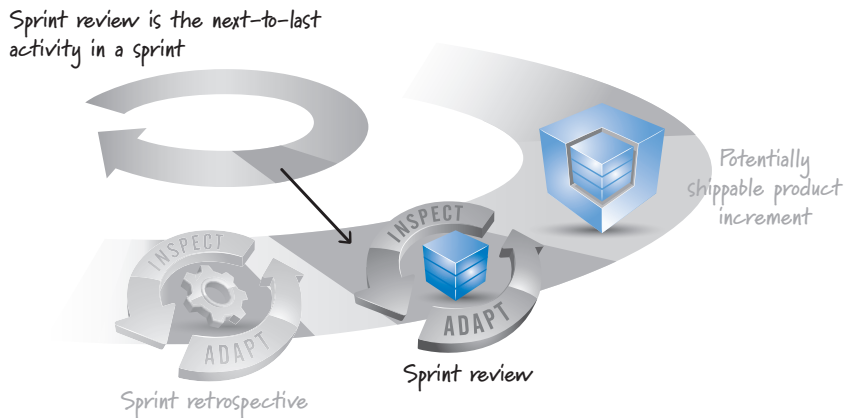 Sprint review is the next-to-last
activity in a sprint
Potentially
shippable product
increment
INSPECT
ADAPT
Sprint review
INSPECT
ADAPT
Sprint retrospective